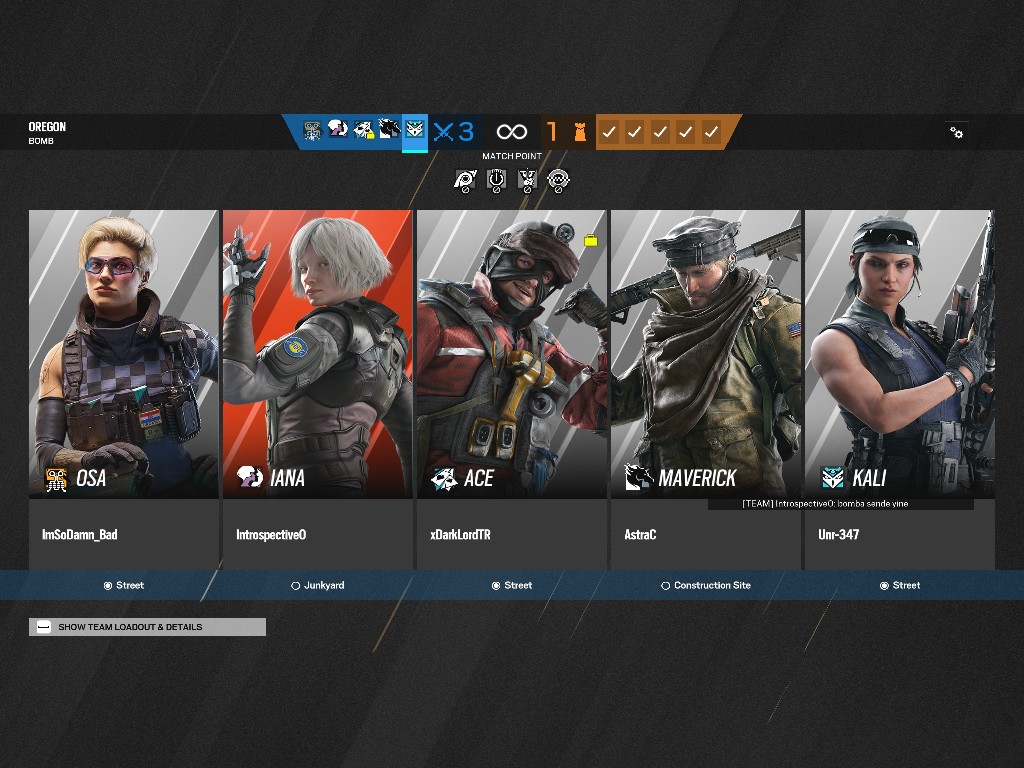 OREGON
BOMB
3
1
MATCH POINT
OSA
IANA
ACE
MAVERICK
KALI
[TEAM] IntrospectiveO: bomba sende yine
ImSoDamn_Bad
IntrospectiveO
xDarkLordTR
AstraC
Unr-347
Street
Junkyard
Street
Construction Site
Street
SHOW TEAM LOADOUT & DETAILS